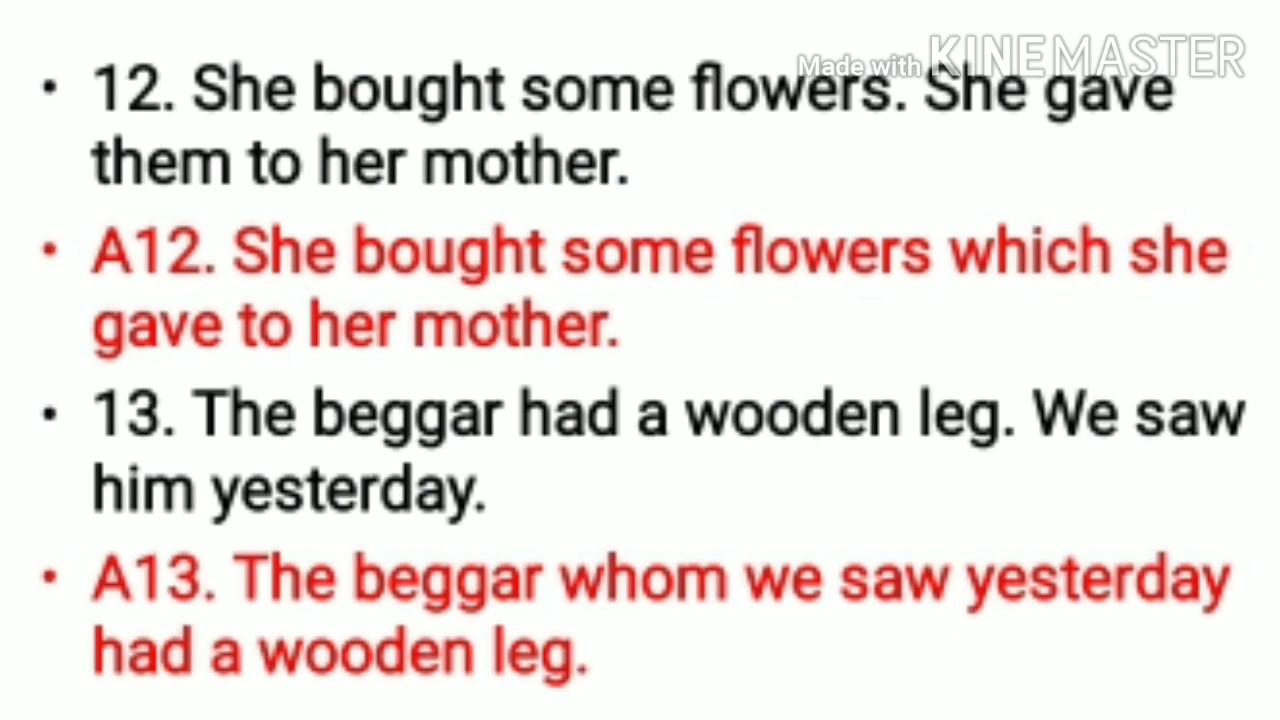 Made with KINEMASTER
• 12. She bought some flowers. She gave
them to her mother.
• A12. She bought some flowers which she
gave to her mother.
• 13. The beggar had a wooden leg. We saw
him yesterday.
• A13. The beggar whom we saw yesterday
had a wooden leg.